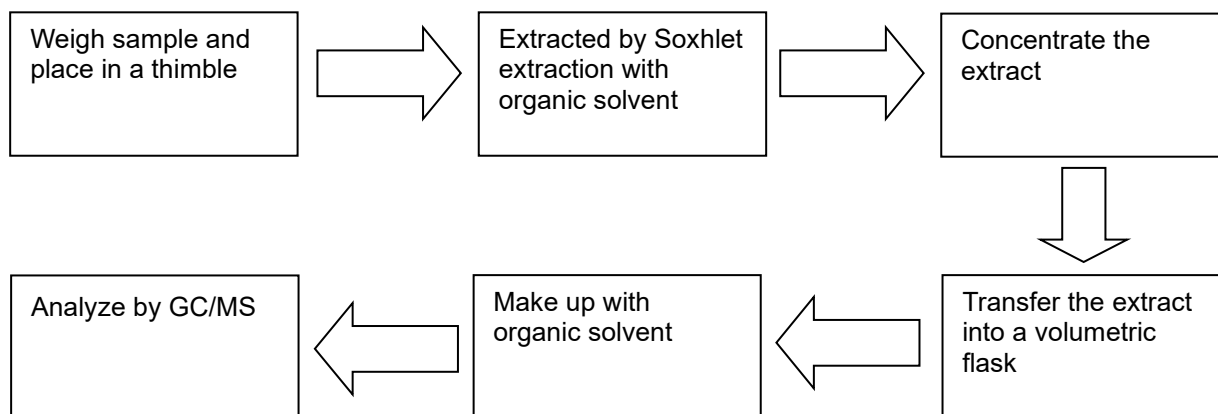 Weigh sample and
place in a thimble
Extracted by Soxhlet
extraction with
organic solvent
Concentrate the
extract
Transfer the extract
into a volumetric
flask
Make up with
organic solvent
Analyze by GC/MS